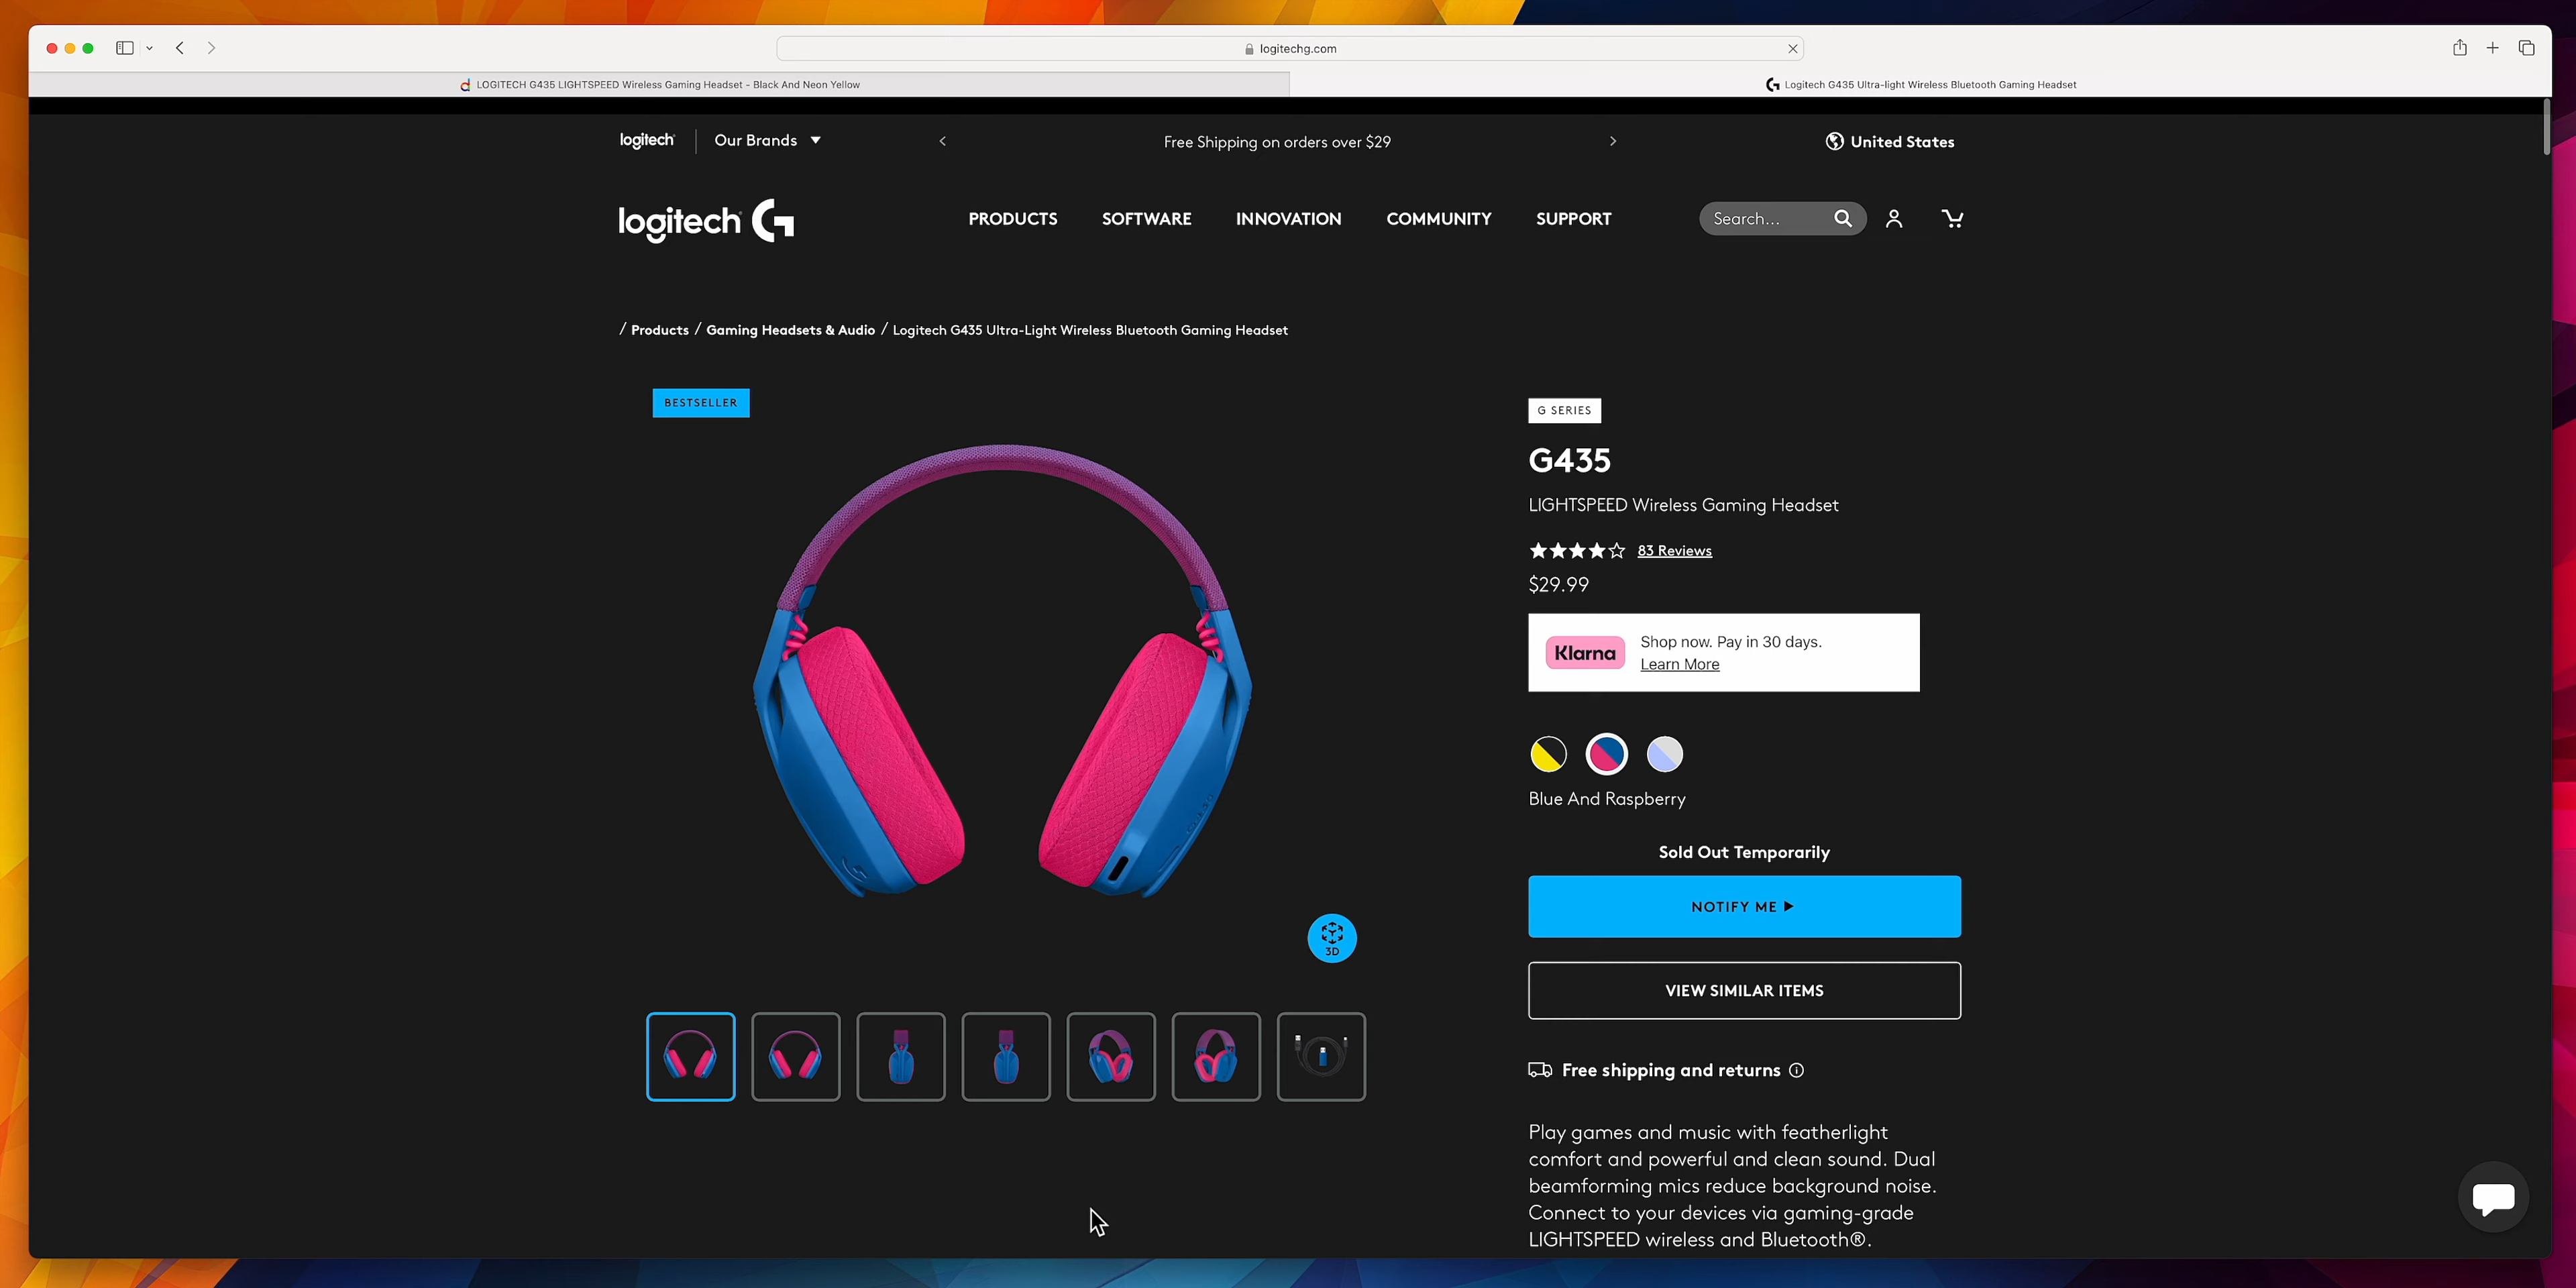 logitechg.com
LOGITECH G435 LIGHTSPEED Wireless Gaming Headset - Black And Neon Yellow
Logitech G435 Ultra-light Wireless Bluetooth Gaming Headset
logitech
Our Brands
Free Shipping on orders over $29
United States
logitech G
PRODUCTS
SOFTWARE
INNOVATION
COMMUNITY
SUPPORT
Search...
/ Products / Gaming Headsets & Audio / Logitech G435 Ultra-Light Wireless Bluetooth Gaming Headset
BESTSELLER
3D
G SERIES
G435
LIGHTSPEED Wireless Gaming Headset
83 Reviews
$29.99
Klarna
Shop now. Pay in 30 days.
Learn More
Blue And Raspberry
Sold Out Temporarily
NOTIFY ME
VIEW SIMILAR ITEMS
Free shipping and returns
Play games and music with featherlight
comfort and powerful and clean sound. Dual
beamforming mics reduce background noise.
Connect to your devices via gaming-grade
LIGHTSPEED wireless and Bluetooth®.